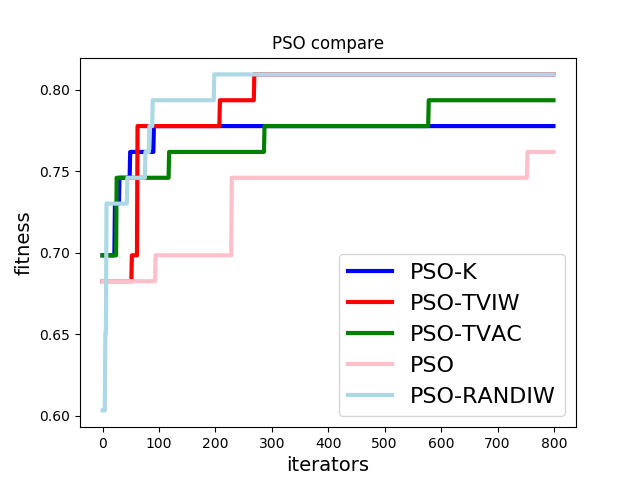 PSO compare
fitness
0.80
0.75
0.70
0.65
0.60
PSO-K
PSO-TVIW
PSO-TVAC
PSO
PSO-RANDIW
0 100 200 300 400 500 600 700 800
iterators